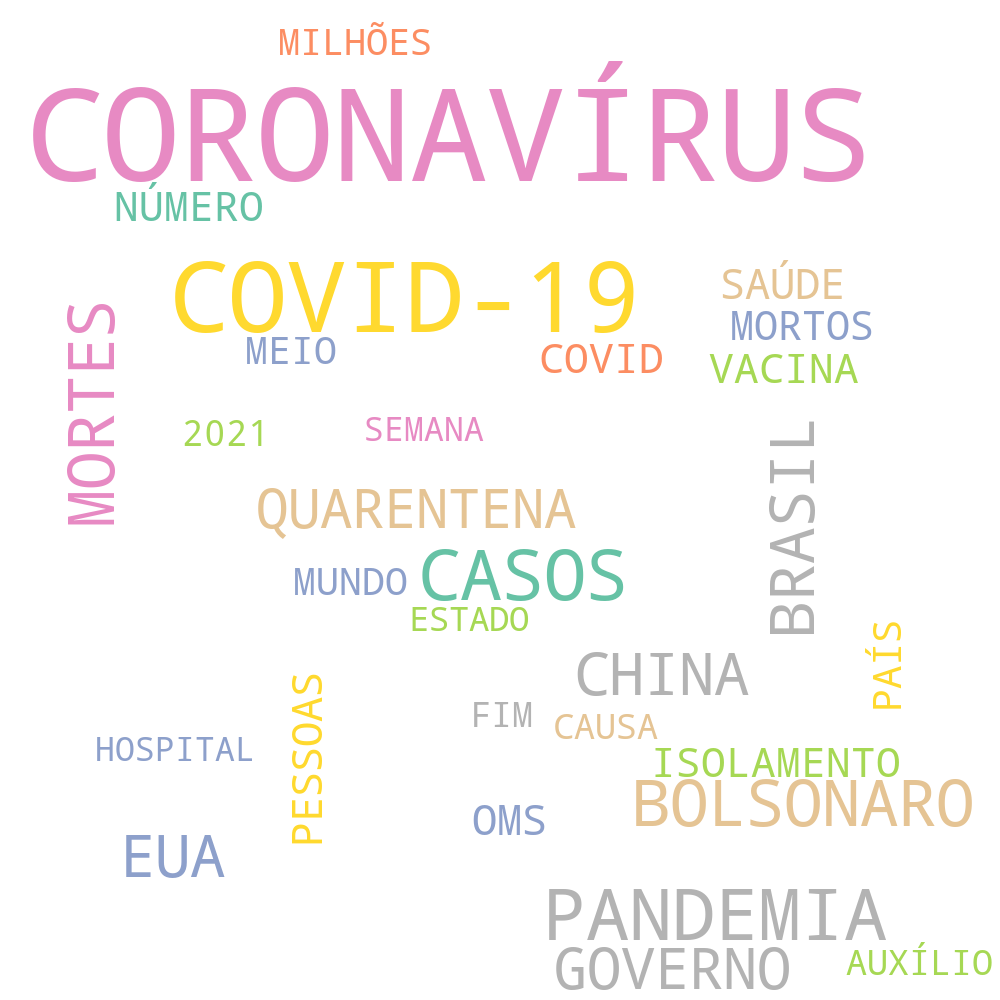 MILHÕES
CORONAVÍRUS
NÚMERO
COVID-19
SAÚDE
MORTES
MORTOS
MEIO
COVID
VACINA
2021
SEMANA
BRASIL
QUARENTENA
CASOS
MUNDO
ESTADO
PAÍS
CHINA
PESSOAS
FIM
CAUSA
HOSPITAL
ISOLAMENTO
BOLSONARO
OMS
EUA
PANDEMIA
GOVERNO
AUXÍLIO